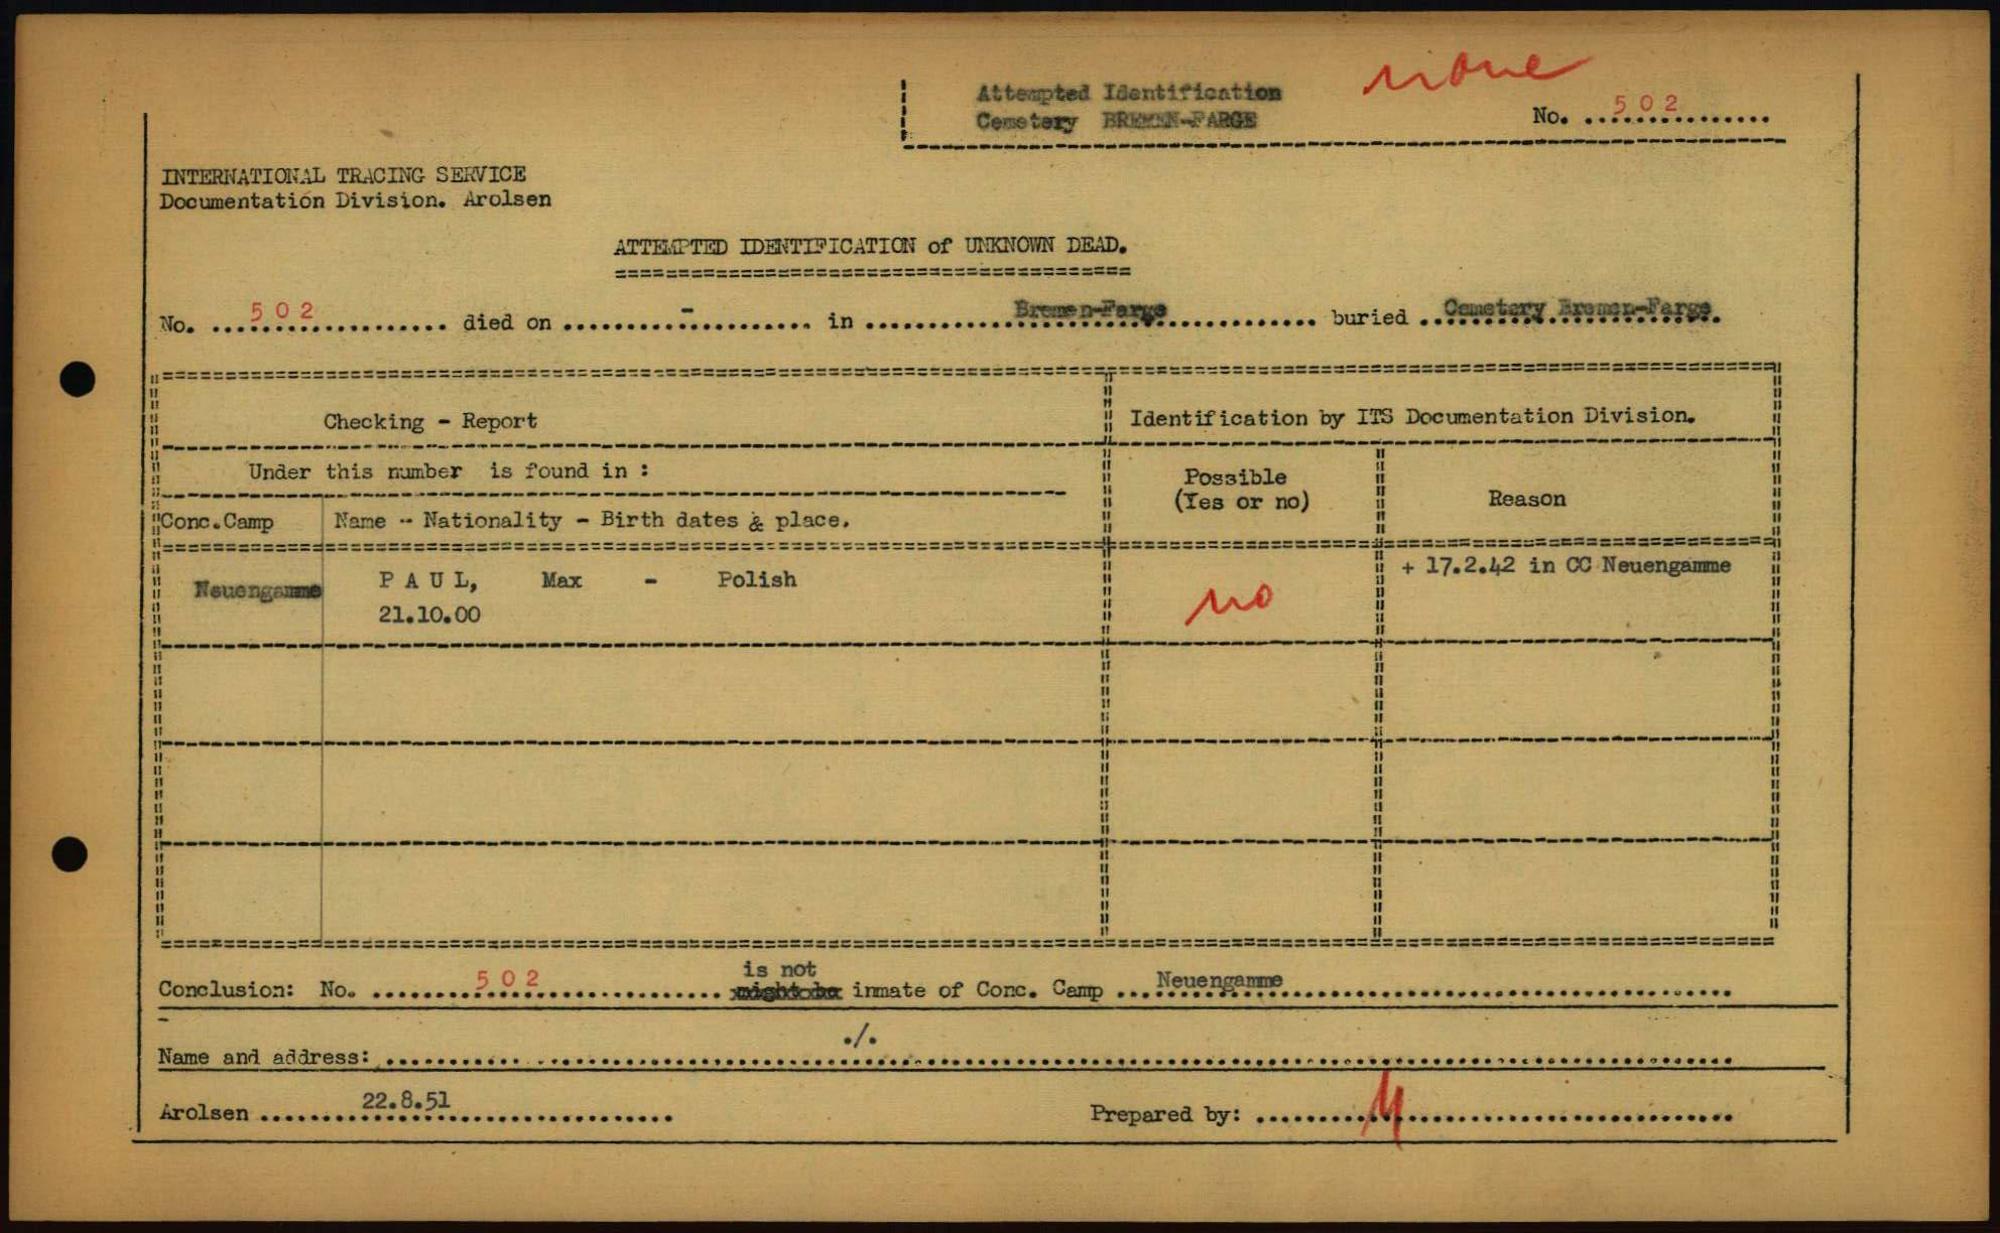 none
Attempted Identification
Cemetery BREMEN-FARGE
No. ...502...............
INTERNATIONAL TRACING SERVICE
Documentation Division. Arolsen
ATTEMPTED IDENTIFICATION of UNKNOWN DEAD.
No. ...502................. died on .........-.......... in ............Bremen-Farge............ buried ..Cemetery Bremen-Farge.
Checking - Report
Identification by ITS Documentation Division.
Under this number is found in :
Possible
(Yes or no)
Reason
Conc.Camp
Name - Nationality - Birth dates & place.
Neuengamme
P A U L, Max - Polish
21.10.00
no
+ 17.2.42 in CC Neuengamme
is not
Conclusion: No. ........502............... might be inmate of Conc. Camp ...Neuengamme..............................
-
Name and address: ............................../..............................
Arolsen ........22.8.51.................
Prepared by: ..............................